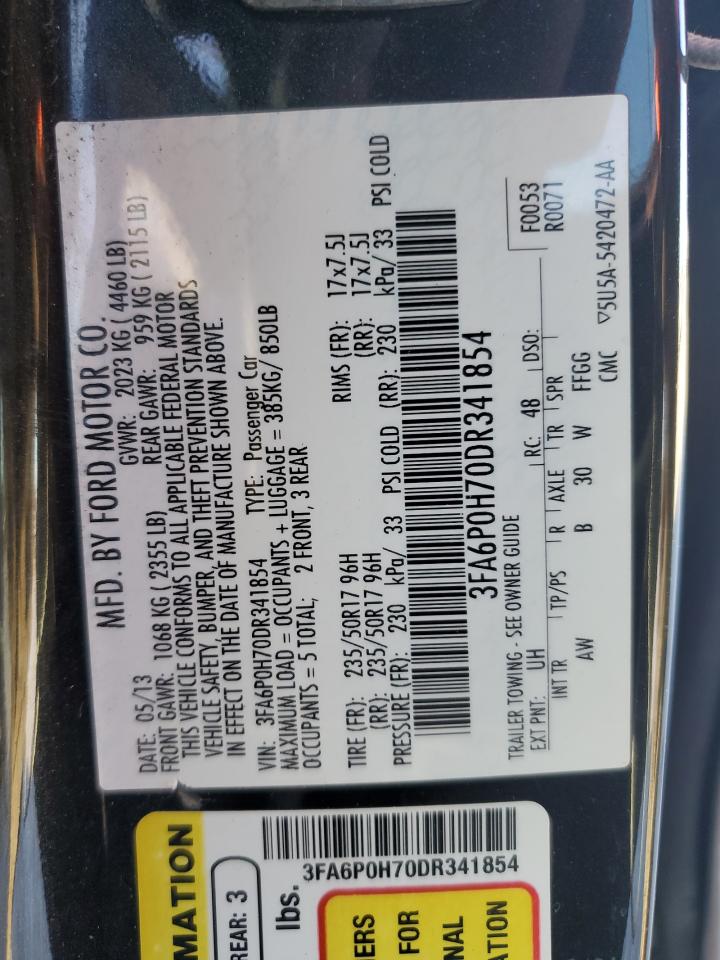 MFD. BY FORD MOTOR CO.
DATE: 05/13 GVWR: 2023 KG ( 4460 LB)
FRONT GAWR: 1068 KG ( 2355 LB) REAR GAWR: 959 KG ( 2115 LB)
THIS VEHICLE CONFORMS TO ALL APPLICABLE FEDERAL MOTOR
VEHICLE SAFETY, BUMPER, AND THEFT PREVENTION STANDARDS
IN EFFECT ON THE DATE OF MANUFACTURE SHOWN ABOVE.
VIN: 3FA6P0H70DR341854 TYPE: Passenger Car
MAXIMUM LOAD = OCCUPANTS + LUGGAGE = 385KG/ 850LB
OCCUPANTS = 5 TOTAL; 2 FRONT, 3 REAR
TIRE (FR): 235/50R17 96H RIMS (FR): 17x7.5J
(RR): 235/50R17 96H (RR): 17x7.5J
PRESSURE (FR): 230 kPa/ 33 PSI COLD (RR): 230 kPa/ 33 PSI COLD
3FA6P0H70DR341854
TRAILER TOWING - SEE OWNER GUIDE F0053
EXT PNT: UH RC: 48 DSO: R0071
INT TR TP/PS R AXLE TR SPR
AW B 30 W FFGG
CMC ▽5U5A-5420472-AA
MATION
REAR: 3
lbs.
3FA6P0H70DR341854
ERS
FOR
NAL
ATION